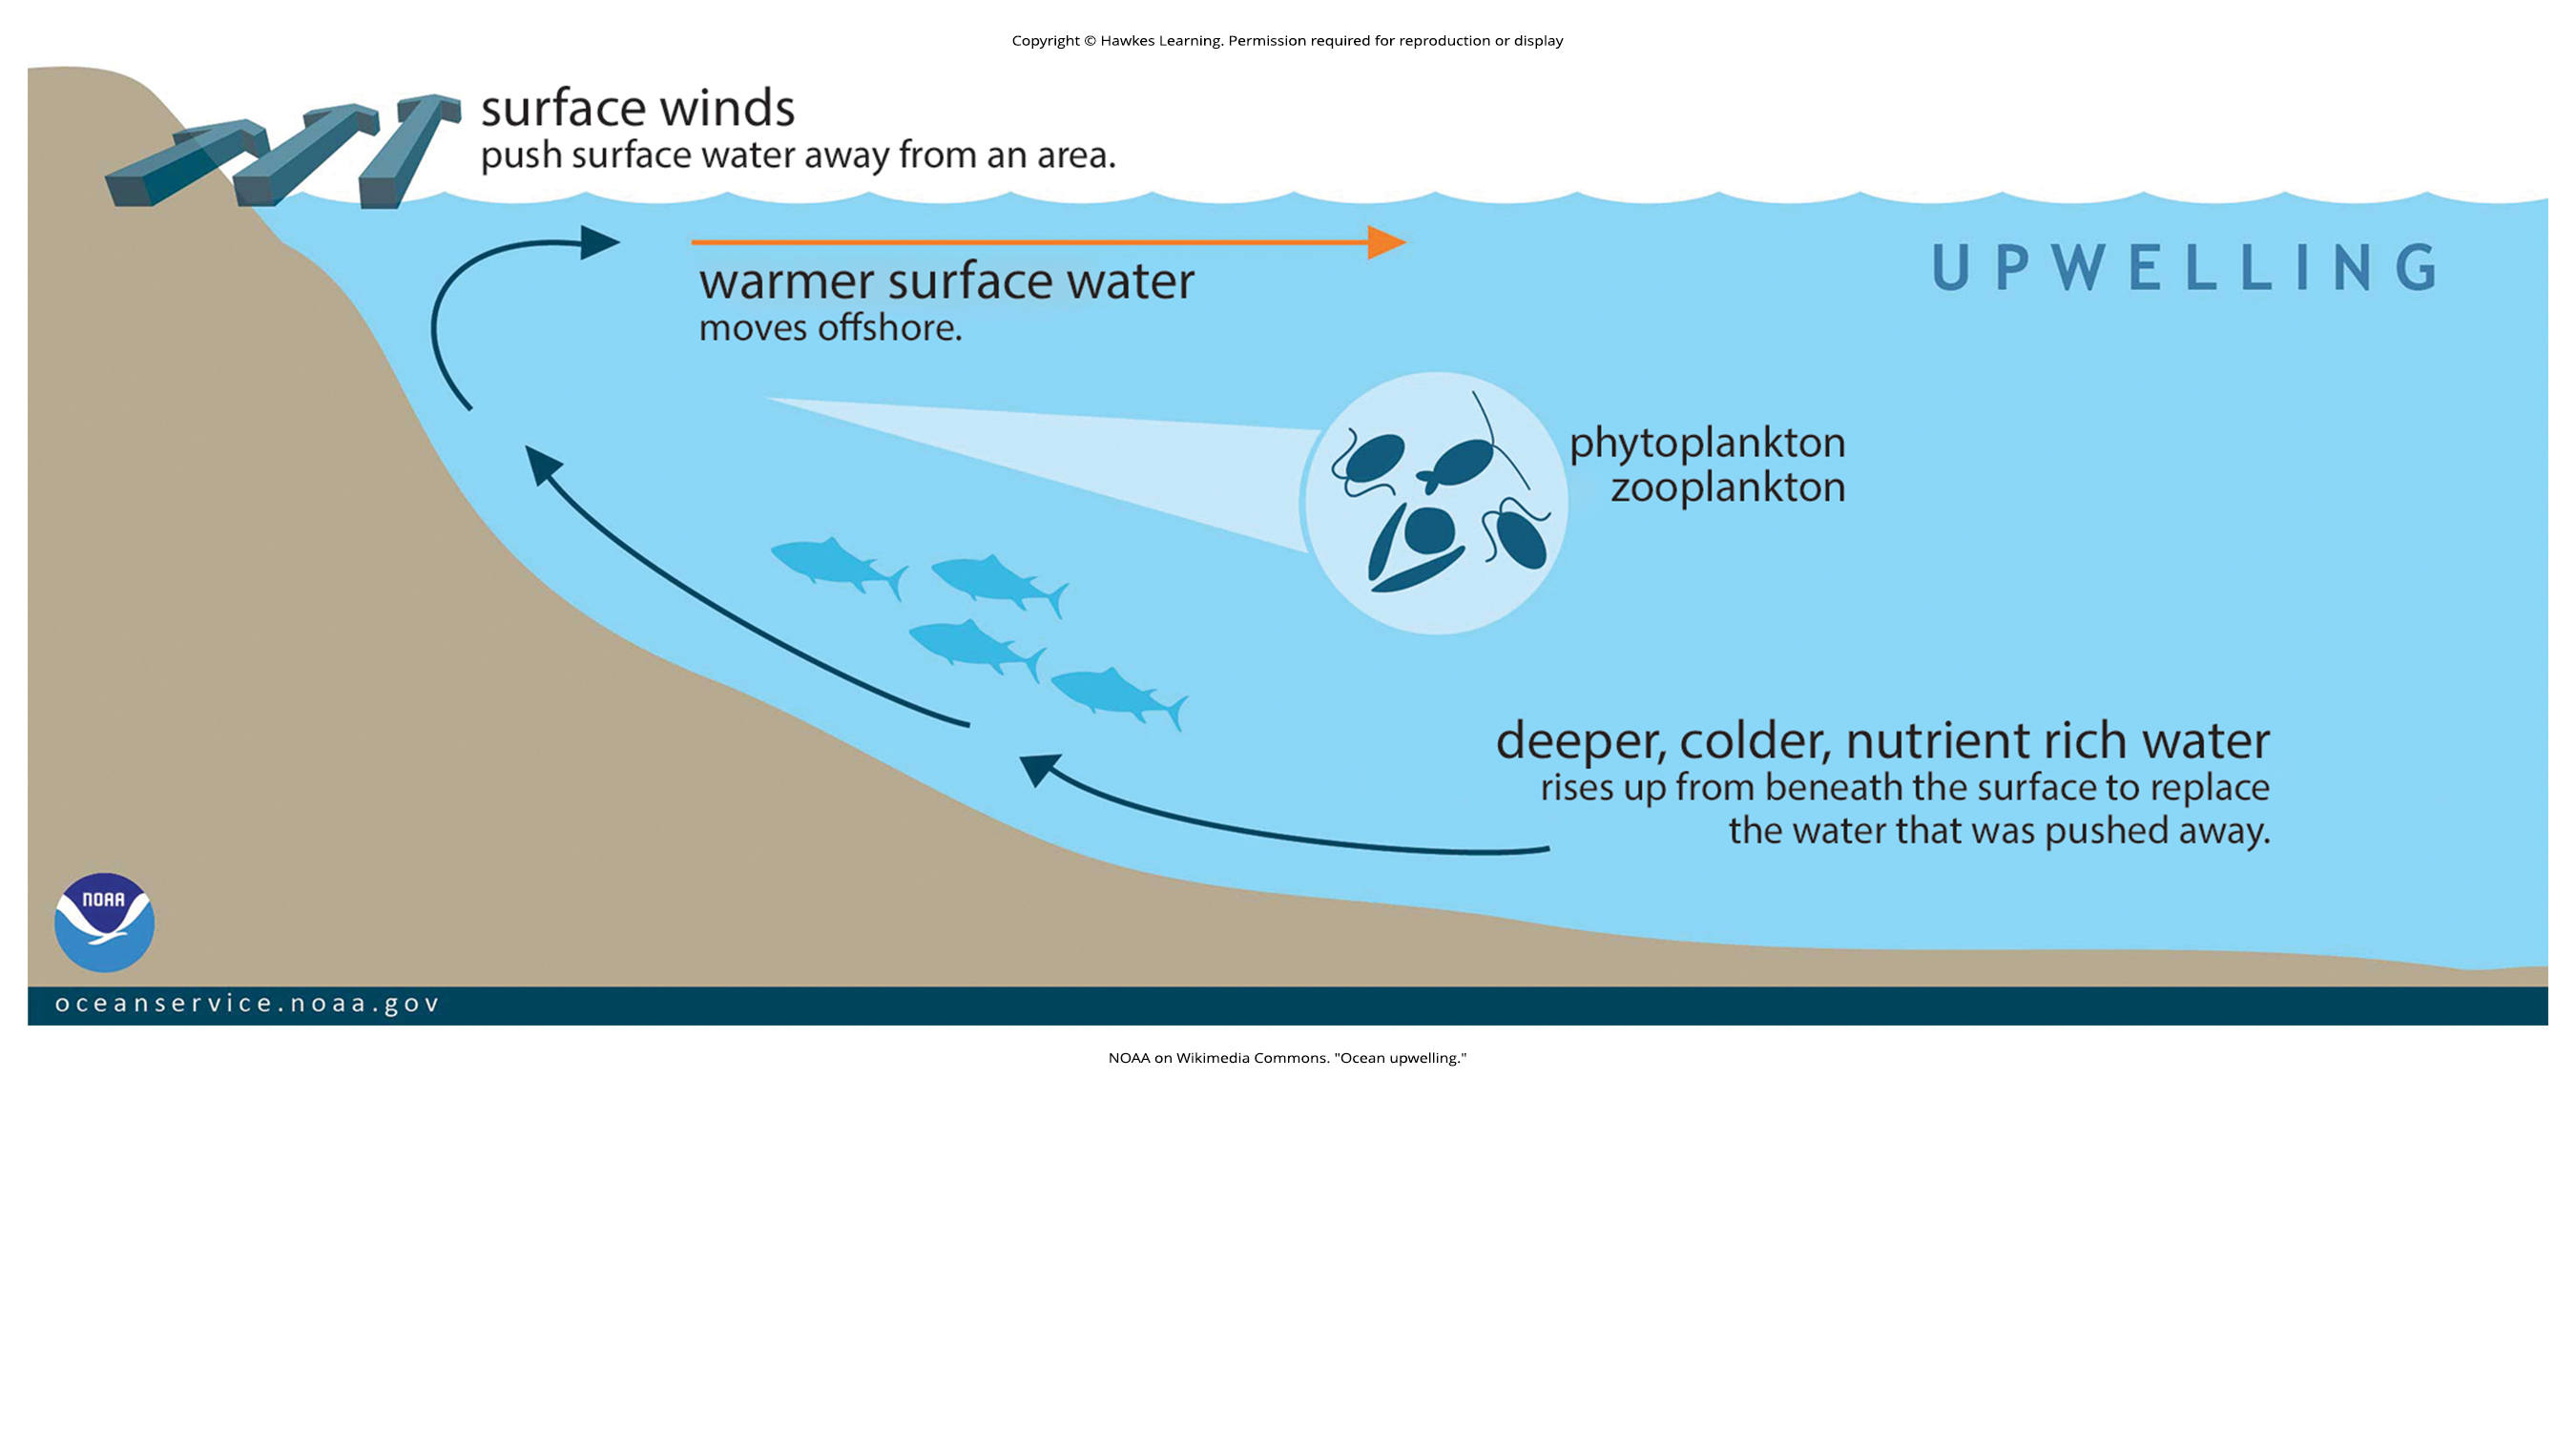 Copyright © Hawkes Learning. Permission required for reproduction or display
surface winds
push surface water away from an area.
warmer surface water
moves offshore.
UPWELLING
phytoplankton
zooplankton
deeper, colder, nutrient rich water
rises up from beneath the surface to replace
the water that was pushed away.
NOAA
oceanservice.noaa.gov
NOAA on Wikimedia Commons. "Ocean upwelling."